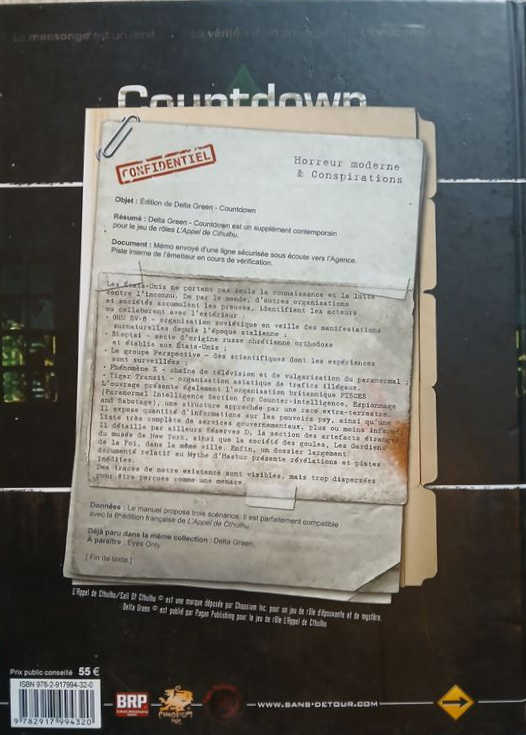 Le mensonge est un
La vérité
Countdown
CONFIDENTIEL
Horreur moderne
& Conspirations
Objet : Édition de Delta Green - Countdown
Résumé : Delta Green - Countdown est un supplément contemporain
pour le jeu de rôles L'Appel de Cthulhu.
Document : Mémo envoyé d'une ligne sécurisée sous écoute vers l'Agence.
Piste interne de l'émetteur en cours de vérification.
Les États-Unis ne portent pas seuls la connaissance et la lutte
contre l'inconnu. De par le monde, d'autres organisations
et sociétés accumulent les preuves, identifient les acteurs
ou collaborent avec l'extérieur :
• GRU SV-8 - organisation soviétique en veille des manifestations
surnaturelles depuis l'époque stalienne ;
• Skoptsi - secte d'origine russe chrétienne orthodoxe
et établie aux États-Unis ;
• Le groupe Perspective - des scientifiques dont les expériences
sont surveillées ;
• Phénomène X - chaîne de télévision et de vulgarisation du paranormal ;
• Tiger Transit - organisation asiatique de trafics illégaux.
L'ouvrage présente également l'organisation britannique PISCES
(Paranormal Intelligence Section for Counter-intelligence, Espionnage
and Sabotage), une structure approchée par une race extra-terrestre.
Il expose quantité d'informations sur les pouvoirs psy, ainsi qu'une
liste très complète de services gouvernementaux, plus ou moins infâmes.
Il détaille par ailleurs Réserves D, la section des artefacts étranges
du musée de New York, ainsi que la société des goules, Les Gardiens
de la Foi, dans la même ville. Enfin, un dossier largement
documenté relatif au Mythe d'Hastur présente révélations et pistes
inédites.
Des traces de notre existence sont visibles, mais trop dispersées
pour être perçues comme une menace.
Données : Le manuel propose trois scénarios. Il est parfaitement compatible
avec la 6e édition française de L'Appel de Cthulhu.
Déjà paru dans la même collection : Delta Green.
À paraître : Eyes Only
[ Fin de texte ]
L'Appel de Cthulhu/Call Of Cthulhu © est une marque déposée par Chaosium Inc. pour un jeu de rôle d'épouvante et de mystère.
Delta Green © est publié par Pagan Publishing pour le jeu de rôle L'Appel de Cthulhu
Prix public conseillé 55 €
ISBN 978-2-917994-32-0
9782917994320
BRP
CHAOSIUM INC.
WWW.SANS-DETOUR.COM